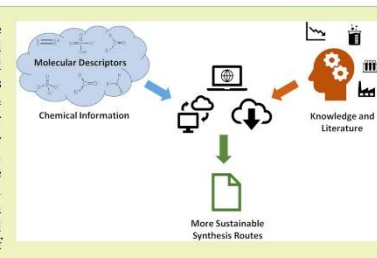 Molecular Descriptors
Chemical Information
Knowledge and
Literature
More Sustainable
Synthesis Routes